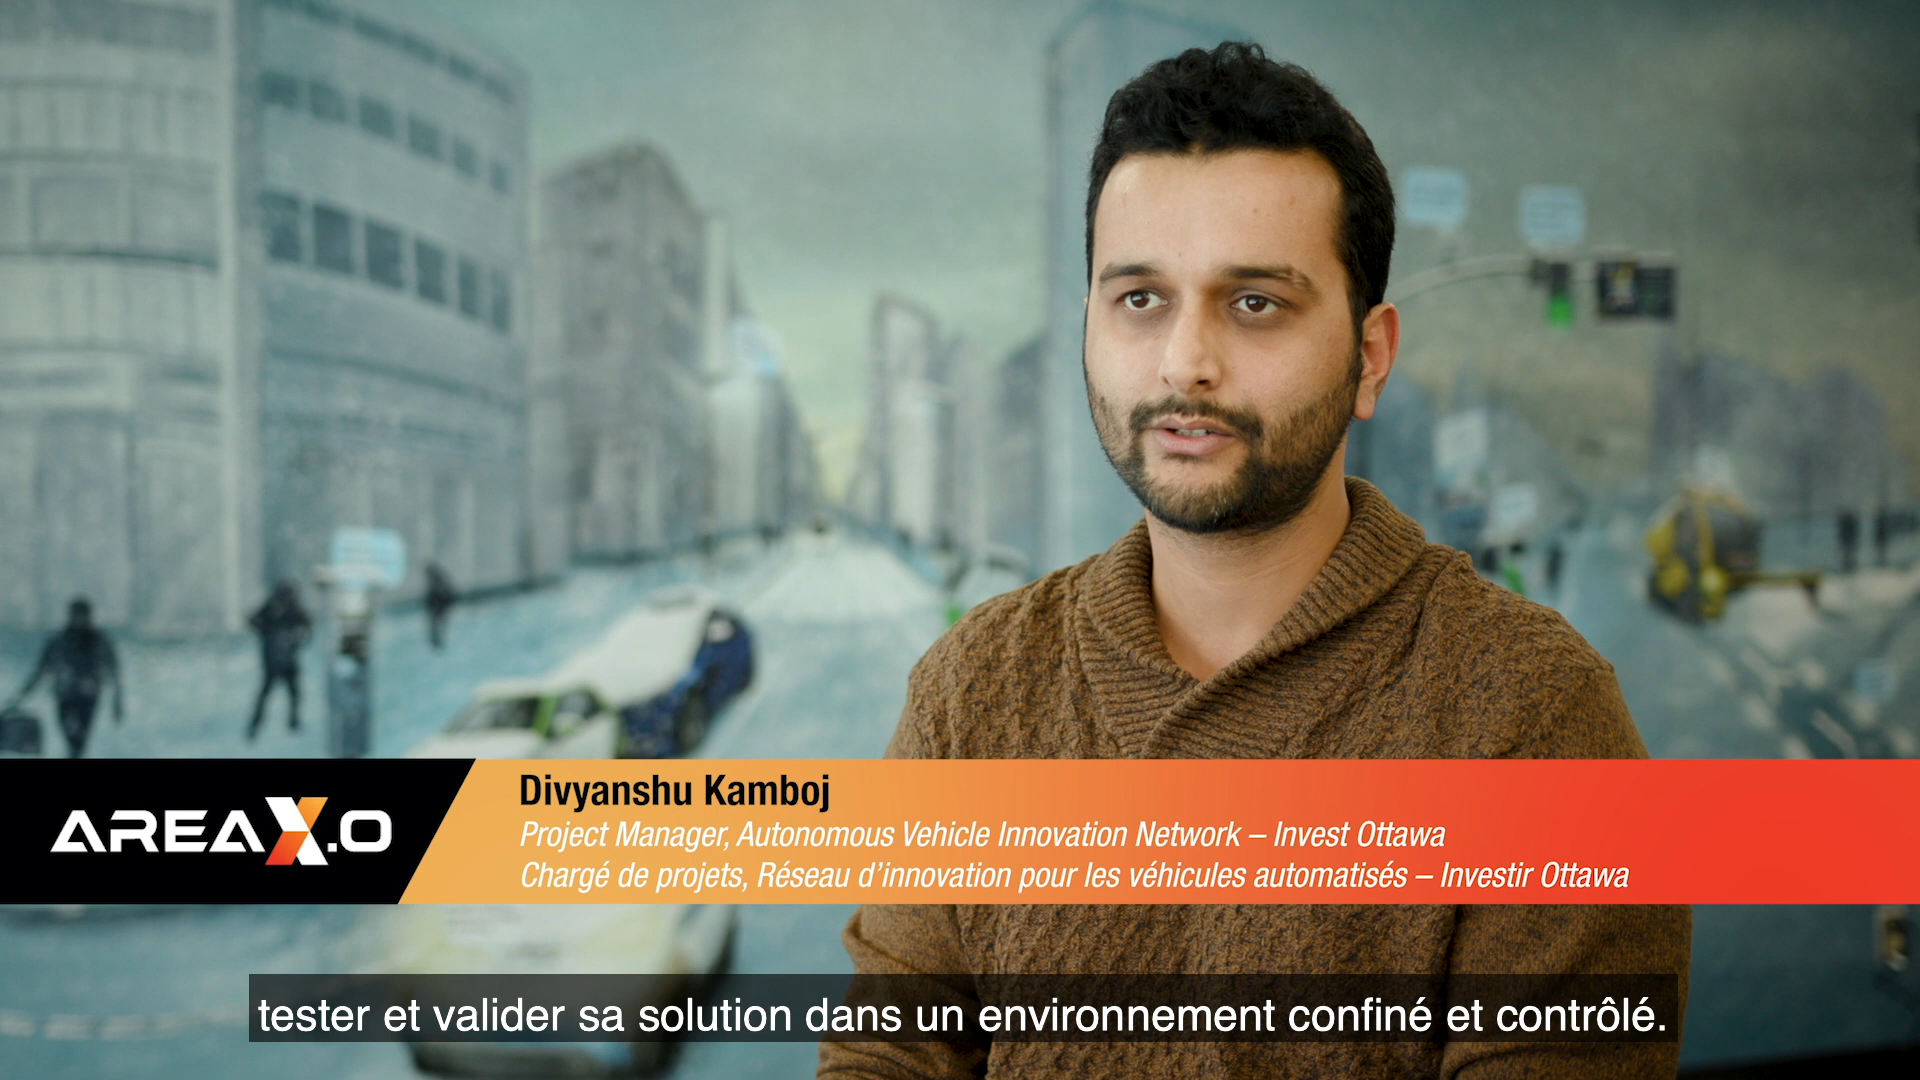 AREA X.O
Divyanshu Kamboj
Project Manager, Autonomous Vehicle Innovation Network – Invest Ottawa
Chargé de projets, Réseau d’innovation pour les véhicules automatisés – Investir Ottawa
tester et valider sa solution dans un environnement confiné et contrôlé.